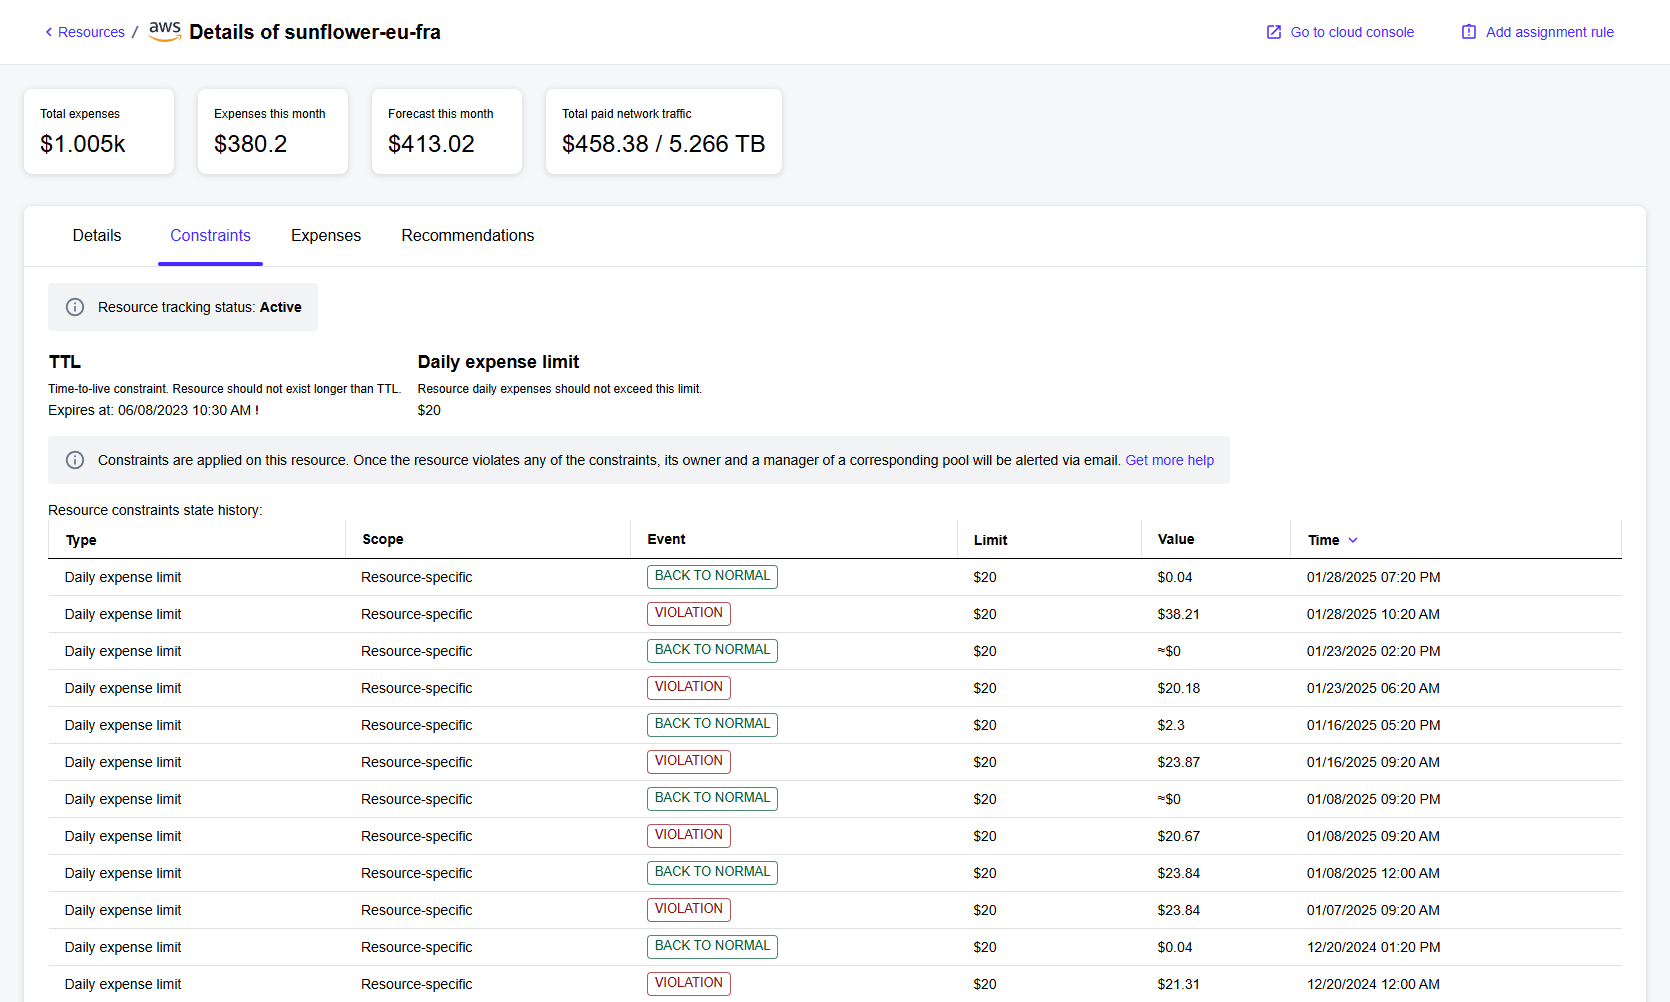 Resources / aws Details of sunflower-eu-fra
Go to cloud console
Add assignment rule
Total expenses
$1.005k
Expenses this month
$380.2
Forecast this month
$413.02
Total paid network traffic
$458.38 / 5.266 TB
Details Constraints Expenses Recommendations
Resource tracking status: Active
TTL
Time-to-live constraint. Resource should not exist longer than TTL.
Expires at: 06/08/2023 10:30 AM !
Daily expense limit
Resource daily expenses should not exceed this limit.
$20
Constraints are applied on this resource. Once the resource violates any of the constraints, its owner and a manager of a corresponding pool will be alerted via email. Get more help
Resource constraints state history:
Type Scope Event Limit Value Time
Daily expense limit Resource-specific BACK TO NORMAL $20 $0.04 01/28/2025 07:20 PM
Daily expense limit Resource-specific VIOLATION $20 $38.21 01/28/2025 10:20 AM
Daily expense limit Resource-specific BACK TO NORMAL $20 ≈$0 01/23/2025 02:20 PM
Daily expense limit Resource-specific VIOLATION $20 $20.18 01/23/2025 06:20 AM
Daily expense limit Resource-specific BACK TO NORMAL $20 $2.3 01/16/2025 05:20 PM
Daily expense limit Resource-specific VIOLATION $20 $23.87 01/16/2025 09:20 AM
Daily expense limit Resource-specific BACK TO NORMAL $20 ≈$0 01/08/2025 09:20 PM
Daily expense limit Resource-specific VIOLATION $20 $20.67 01/08/2025 09:20 AM
Daily expense limit Resource-specific BACK TO NORMAL $20 $23.84 01/08/2025 12:00 AM
Daily expense limit Resource-specific VIOLATION $20 $23.84 01/07/2025 09:20 AM
Daily expense limit Resource-specific BACK TO NORMAL $20 $0.04 12/20/2024 01:20 PM
Daily expense limit Resource-specific VIOLATION $20 $21.31 12/20/2024 12:00 AM